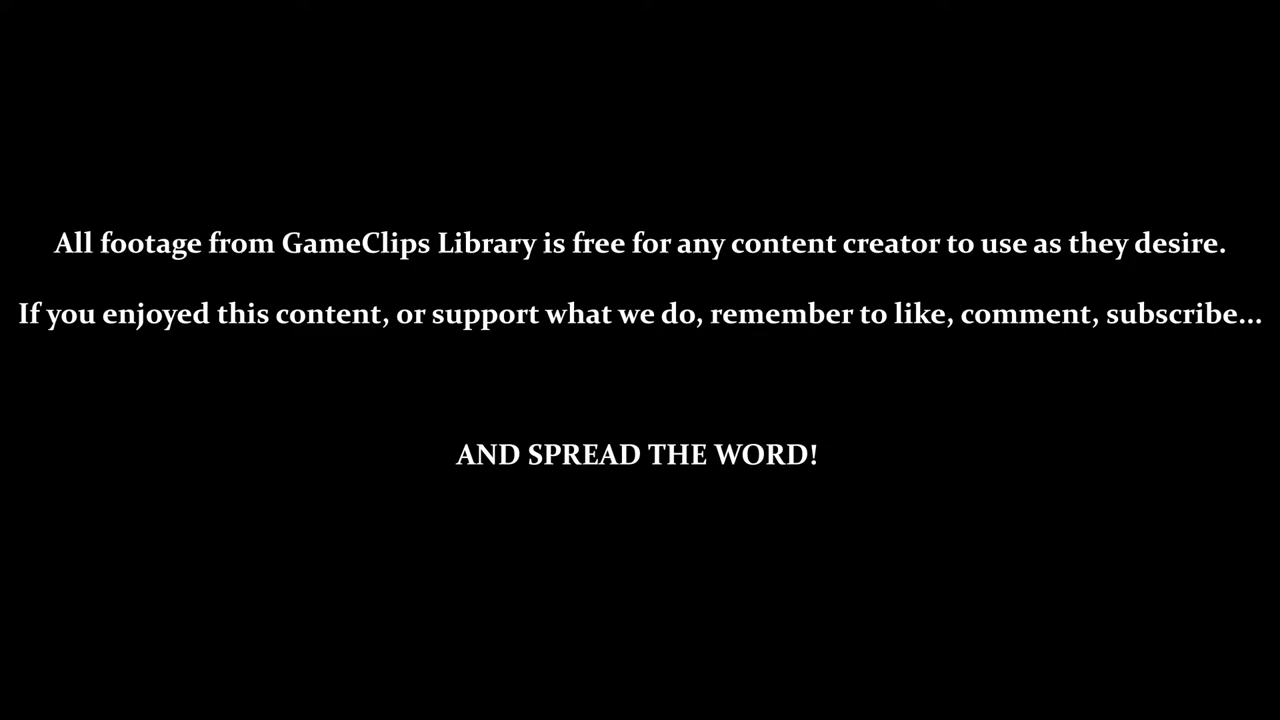 All footage from GameClips Library is free for any content creator to use as they desire.
If you enjoyed this content, or support what we do, remember to like, comment, subscribe...
AND SPREAD THE WORD!